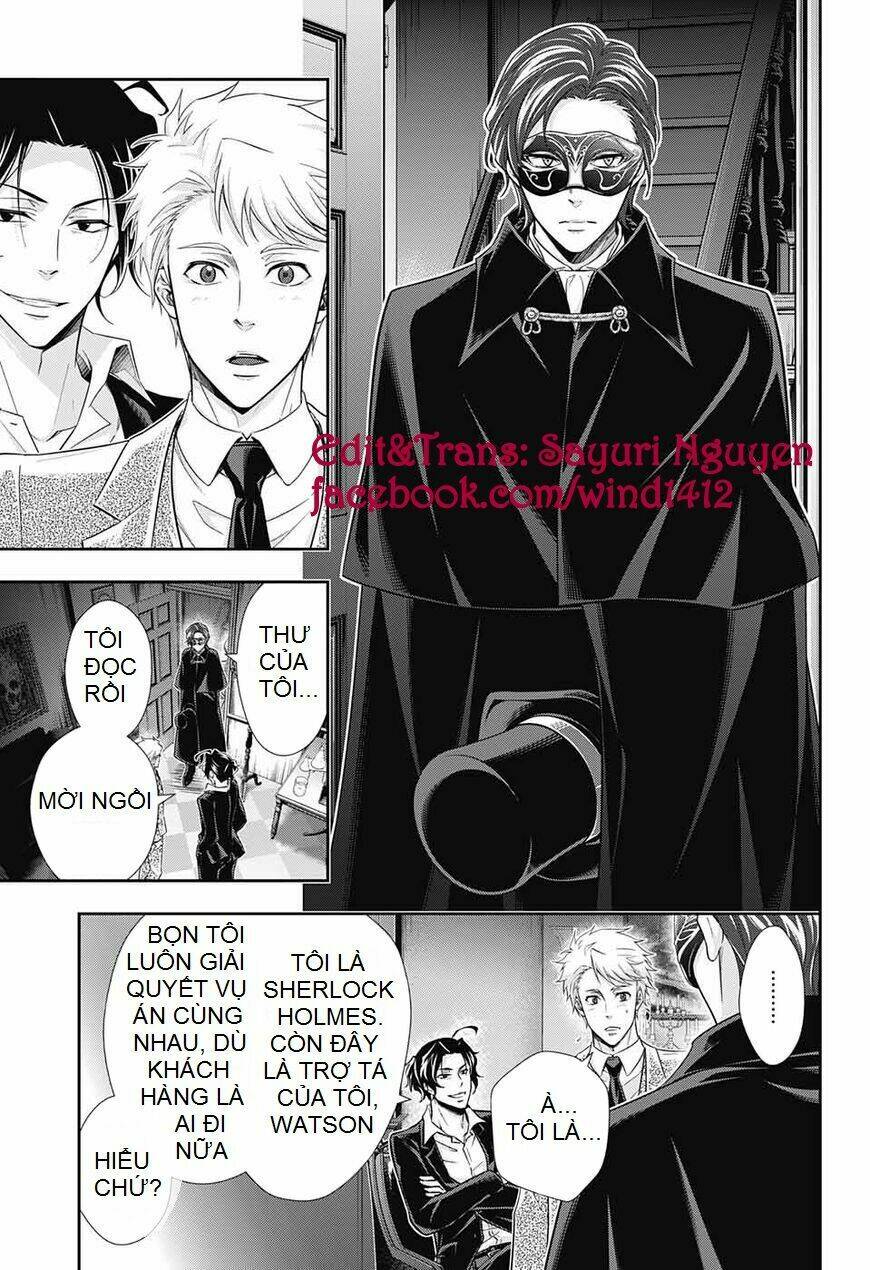 Edit&Trans: Sayuri Nguyen
facebook.com/wind1412
THƯ
CỦA
TÔI...
TÔI
ĐỌC
RỒI
MỜI NGỒI
.........
À...
TÔI LÀ...
TÔI LÀ
SHERLOCK
HOLMES.
CÒN ĐÂY
LÀ TRỢ TÁ
CỦA TÔI,
WATSON
BỌN TÔI
LUÔN GIẢI
QUYẾT VỤ
ÁN CÙNG
NHAU, DÙ
KHÁCH
HÀNG LÀ
AI ĐI
NỮA
HIỂU
CHỨ?